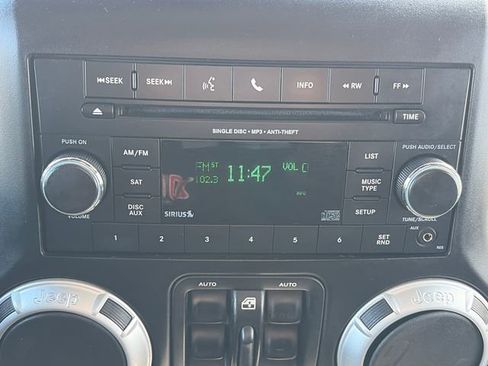 SEEK SEEK INFO RW FF
TIME
SINGLE DISC • MP3 • ANTI-THEFT
PUSH ON PUSH AUDIO/SELECT
AM/FM LIST
FM ST 11:47 VOL
102.3
SAT MUSIC TYPE
DISC AUX SIRIUS SETUP
VOLUME TUNE/SCROLL
1 2 3 4 5 6 SET RND AUX
AUTO AUTO
Jeep Jeep